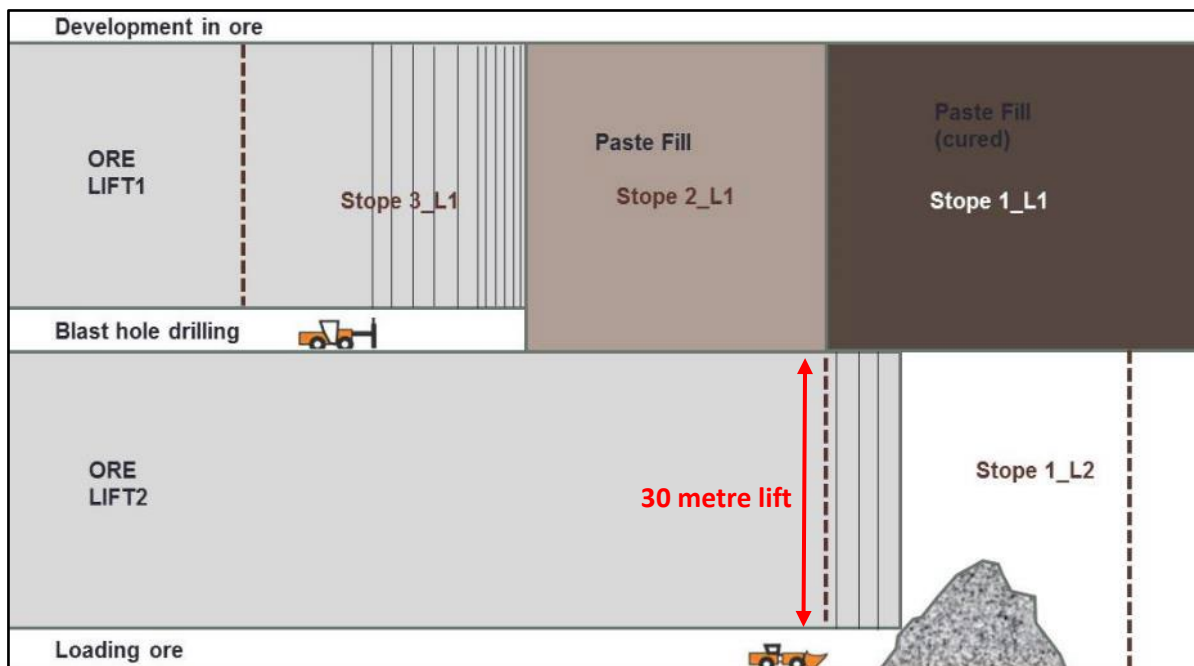 Development in ore
ORE
LIFT1
Stope 3_L1
Paste Fill
Stope 2_L1
Paste Fill
(cured)
Stope 1_L1
Blast hole drilling
ORE
LIFT2
30 metre lift
Stope 1_L2
Loading ore